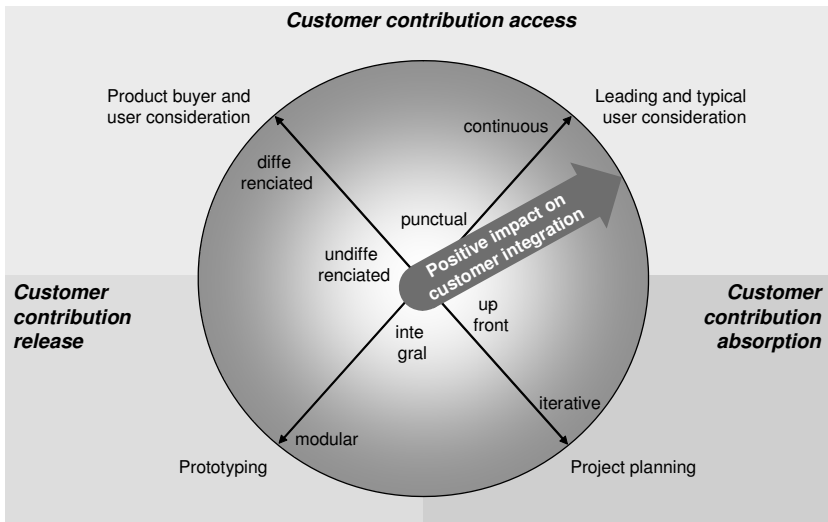 Customer contribution access
Product buyer and
user consideration
Leading and typical
user consideration
continuous
diffe
renciated
punctual
undiffe
renciated
Positive impact on
customer integration
Customer
contribution
release
Customer
contribution
absorption
up-
front
inte
gral
iterative
modular
Prototyping
Project planning